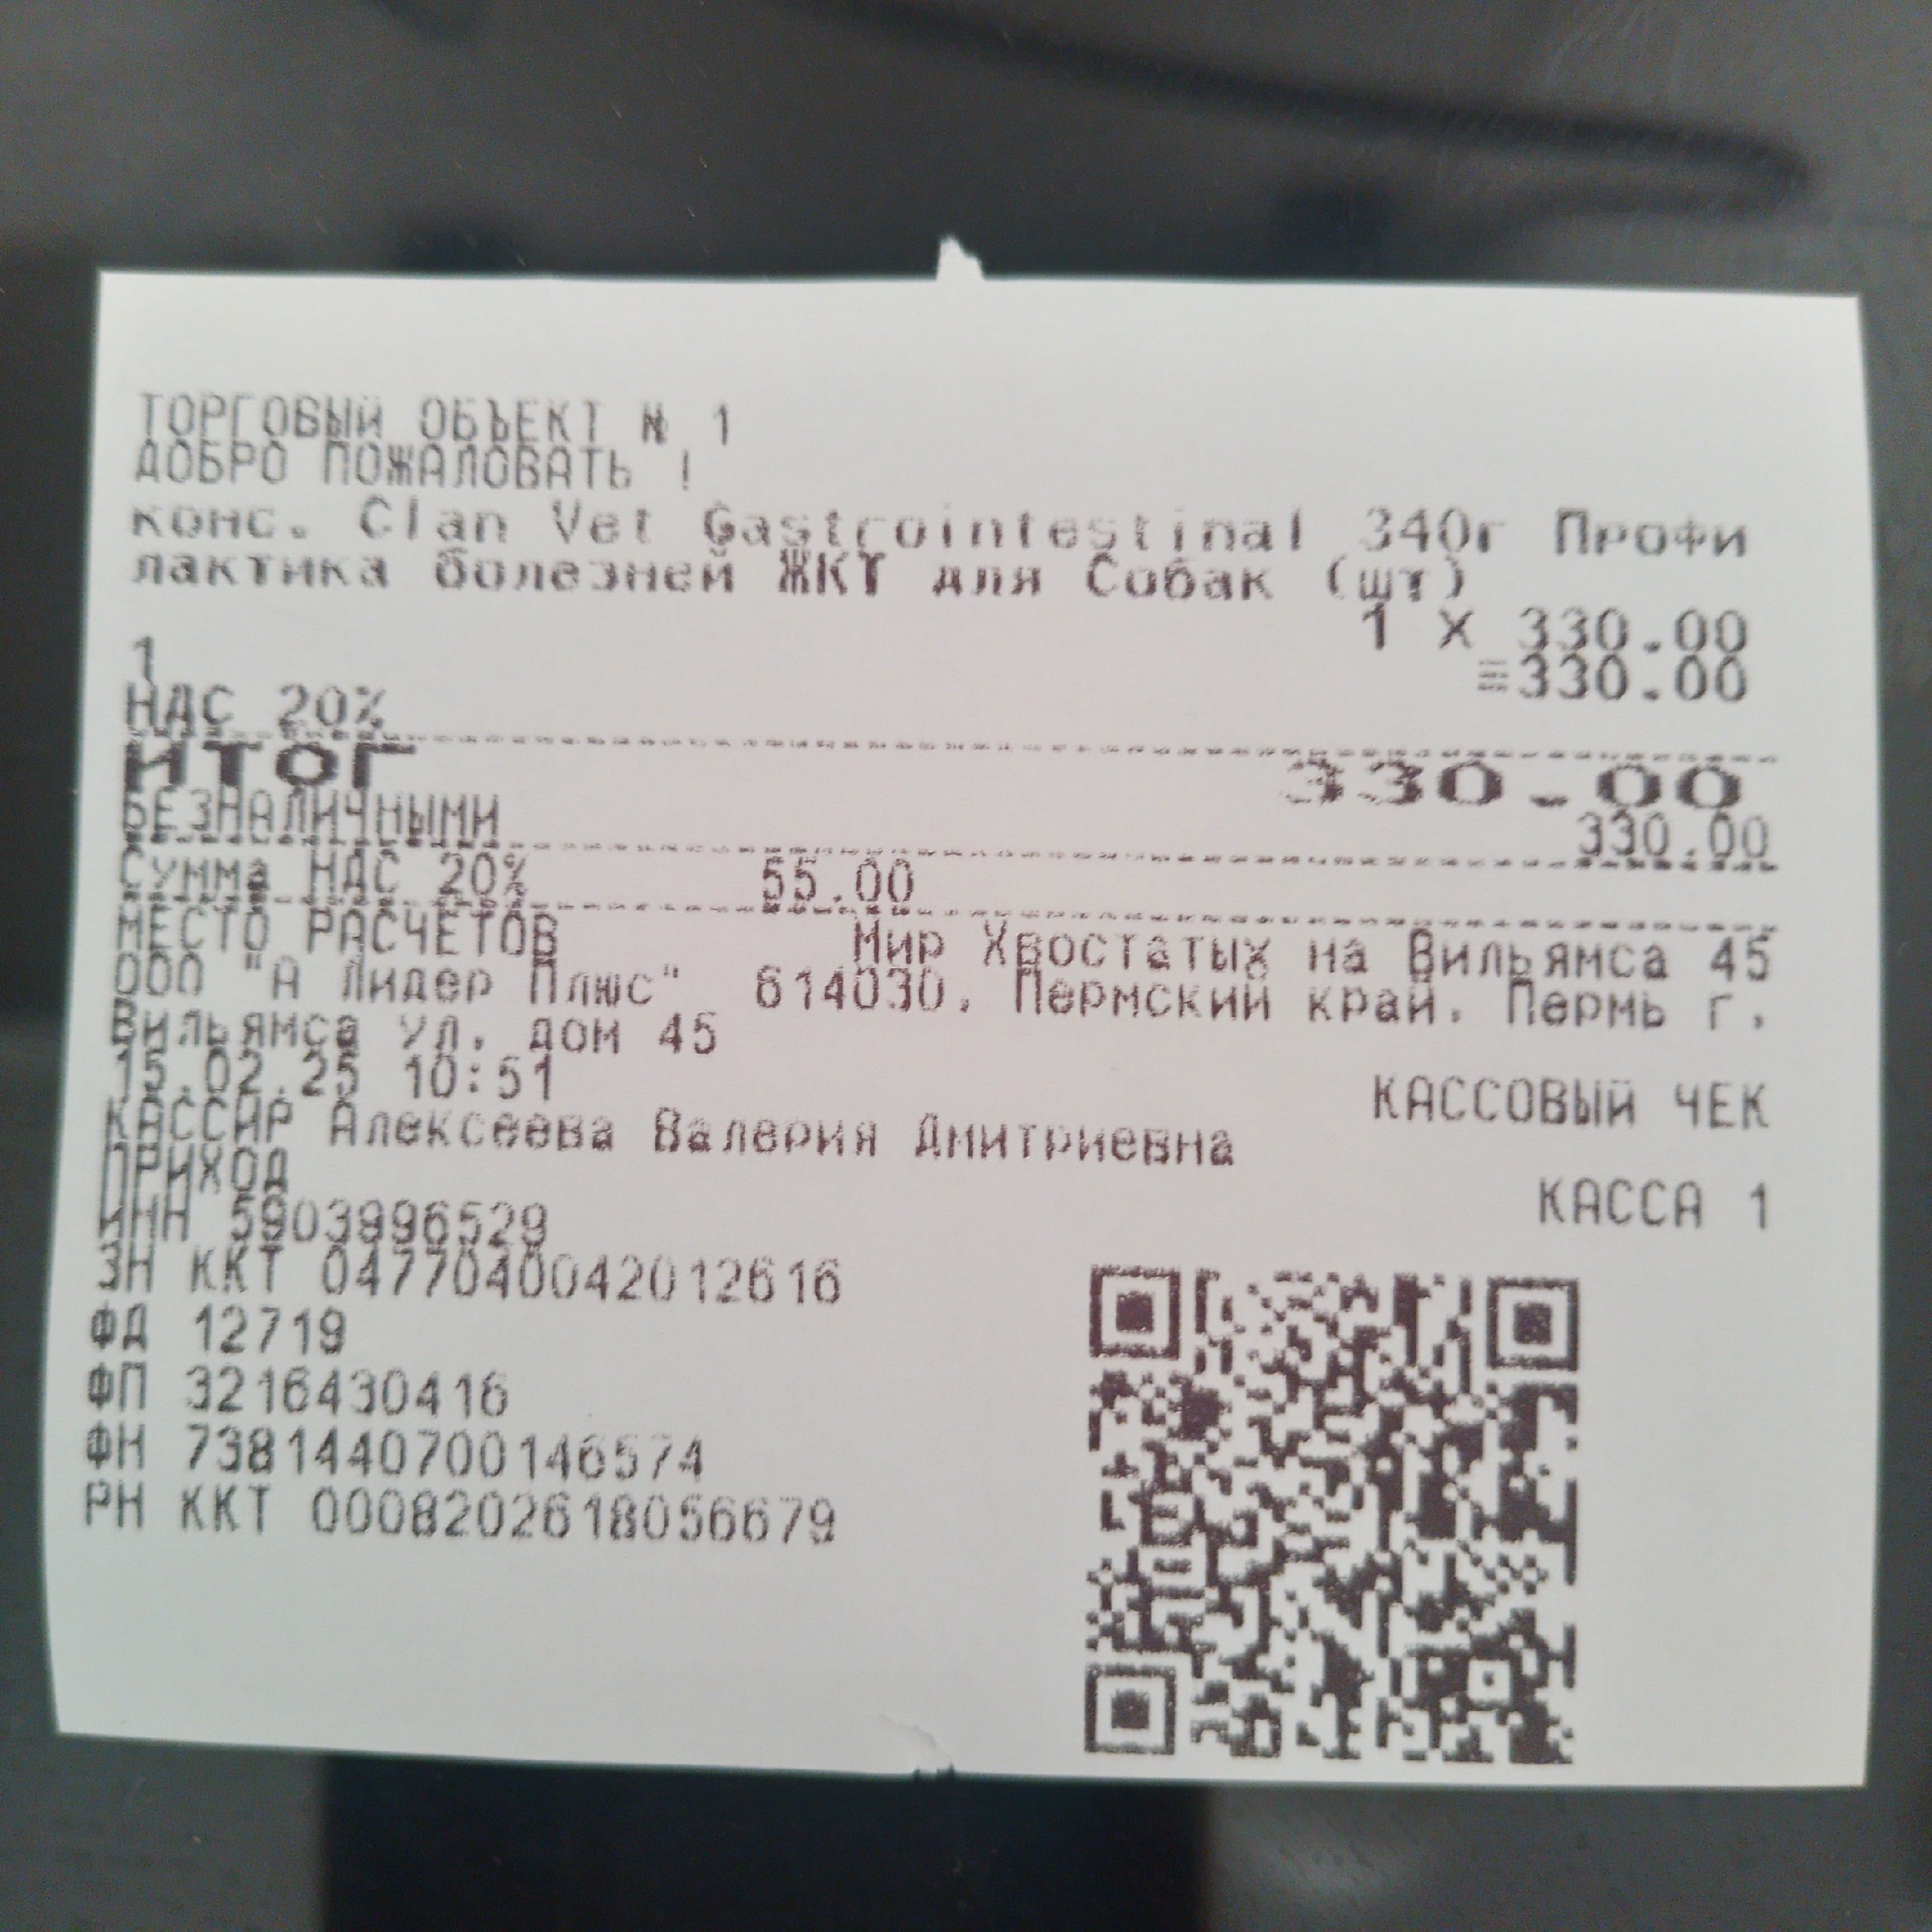 ТОРГОВЫЙ ОБЪЕКТ № 1
ДОБРО ПОЖАЛОВАТЬ !
конс. Clan Vet Gastrointestinal 340г Профи
лактика болезней ЖКТ для Собак (шт)
1 X 330.00
1 ≡330.00
НДС 20%
ИТОГ 330.00
БЕЗНАЛИЧНЫМИ 330.00
Сумма НДС 20% 55.00
МЕСТО РАСЧЕТОВ Мир Хвостатых на Вильямса 45
ООО "А Лидер Плюс" 614030, Пермский край, Пермь г,
Вильямса ул, дом 45
15.02.25 10:51 КАССОВЫЙ ЧЕК
КАССИР Алексеева Валерия Дмитриевна
ПРИХОД КАССА 1
ИНН 5903996529
ЗН ККТ 0477040042012616
ФД 12719
ФП 3216430416
ФН 7381440700146574
РН ККТ 0008202618056679